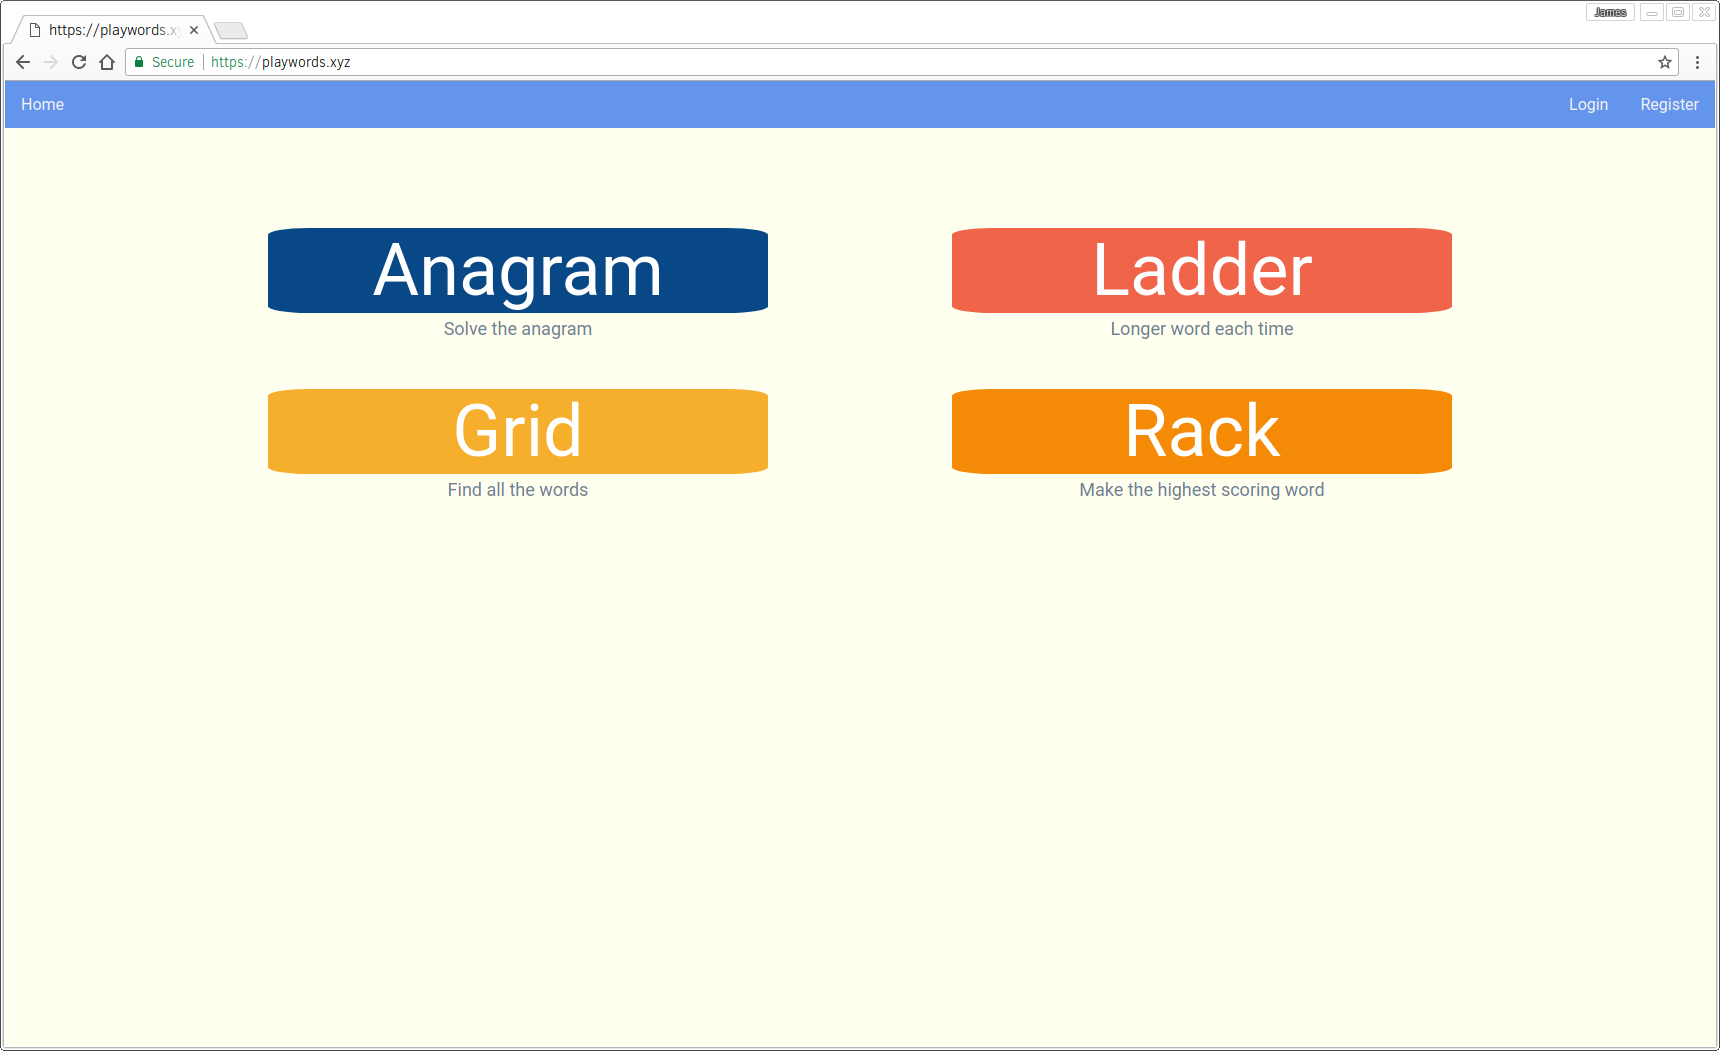 James
https://playwords.xy
Secure https://playwords.xyz
Home Login Register
Anagram Ladder
Solve the anagram Longer word each time
Grid Rack
Find all the words Make the highest scoring word